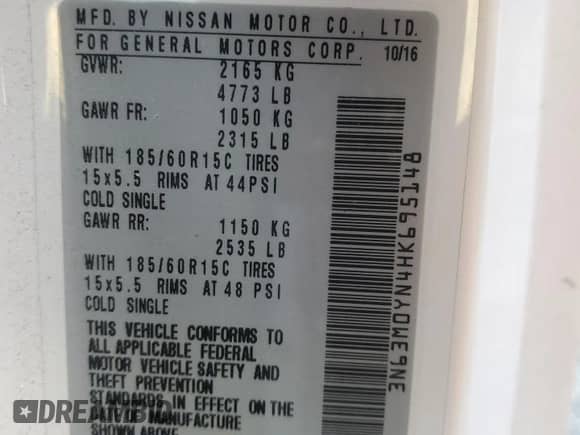 MFD. BY NISSAN MOTOR CO., LTD.
FOR GENERAL MOTORS CORP. 10/16
GVWR: 2165 KG
4773 LB
GAWR FR: 1050 KG
2315 LB
WITH 185/60R15C TIRES
15x5.5 RIMS AT 44PSI
COLD SINGLE
GAWR RR: 1150 KG
2535 LB
WITH 185/60R15C TIRES
15x5.5 RIMS AT 48 PSI
COLD SINGLE
THIS VEHICLE CONFORMS TO
ALL APPLICABLE FEDERAL
MOTOR VEHICLE SAFETY AND
THEFT PREVENTION
STANDARDS IN EFFECT ON THE
DATE OF MANUFACTURE
SHOWN ABOVE
3N63M0YN4HK695148